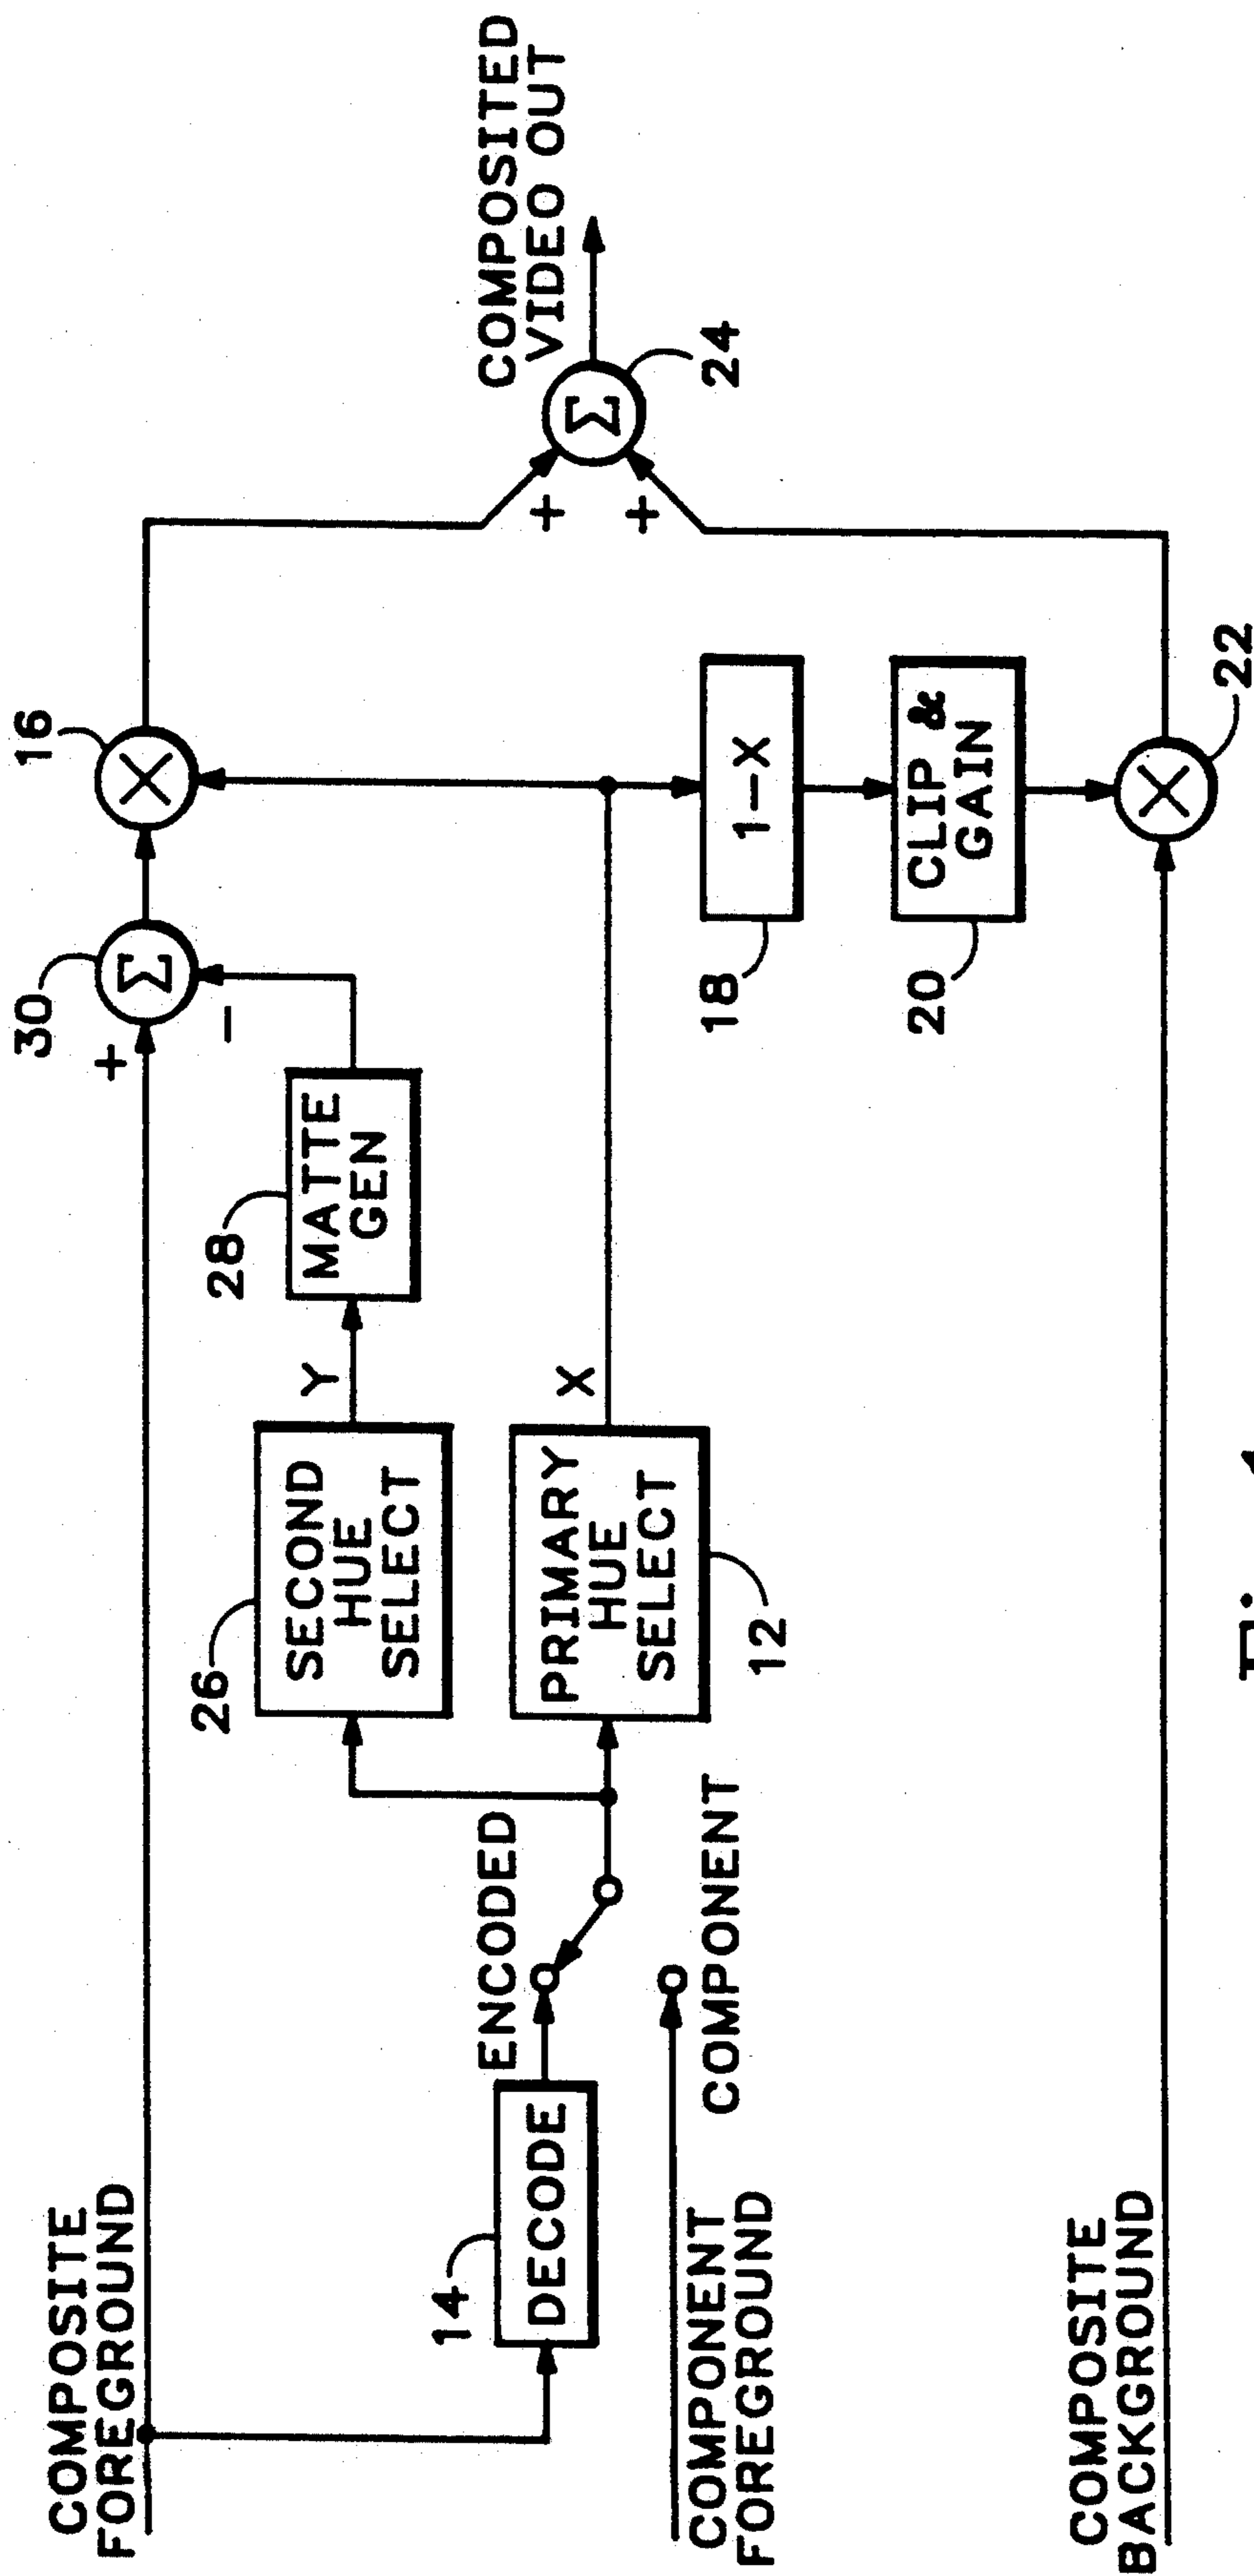 COMPOSITE
FOREGROUND
30
16
+
Σ
-
X
14
DECODE
ENCODED
26
SECOND
HUE
SELECT
Y
28
MATTE
GEN
COMPONENT
FOREGROUND
COMPONENT
PRIMARY
HUE
SELECT
12
X
18
1-X
20
CLIP &
GAIN
+
+
Σ
24
COMPOSITED
VIDEO OUT
COMPOSITE
BACKGROUND
22